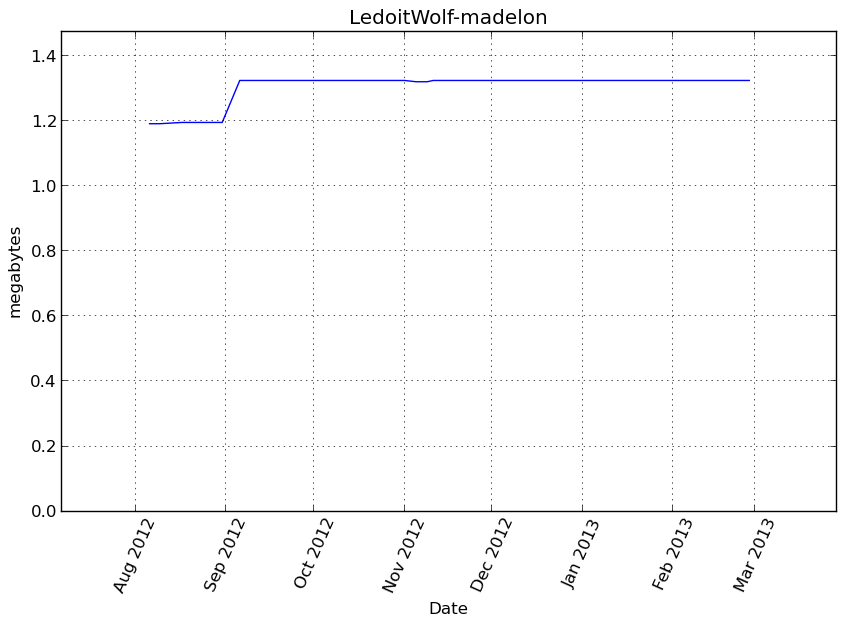 LedoitWolf-madelon
1.4
1.2
1.0
0.8
0.6
0.4
0.2
0.0
megabytes
Aug 2012
Sep 2012
Oct 2012
Nov 2012
Dec 2012
Jan 2013
Feb 2013
Mar 2013
Date